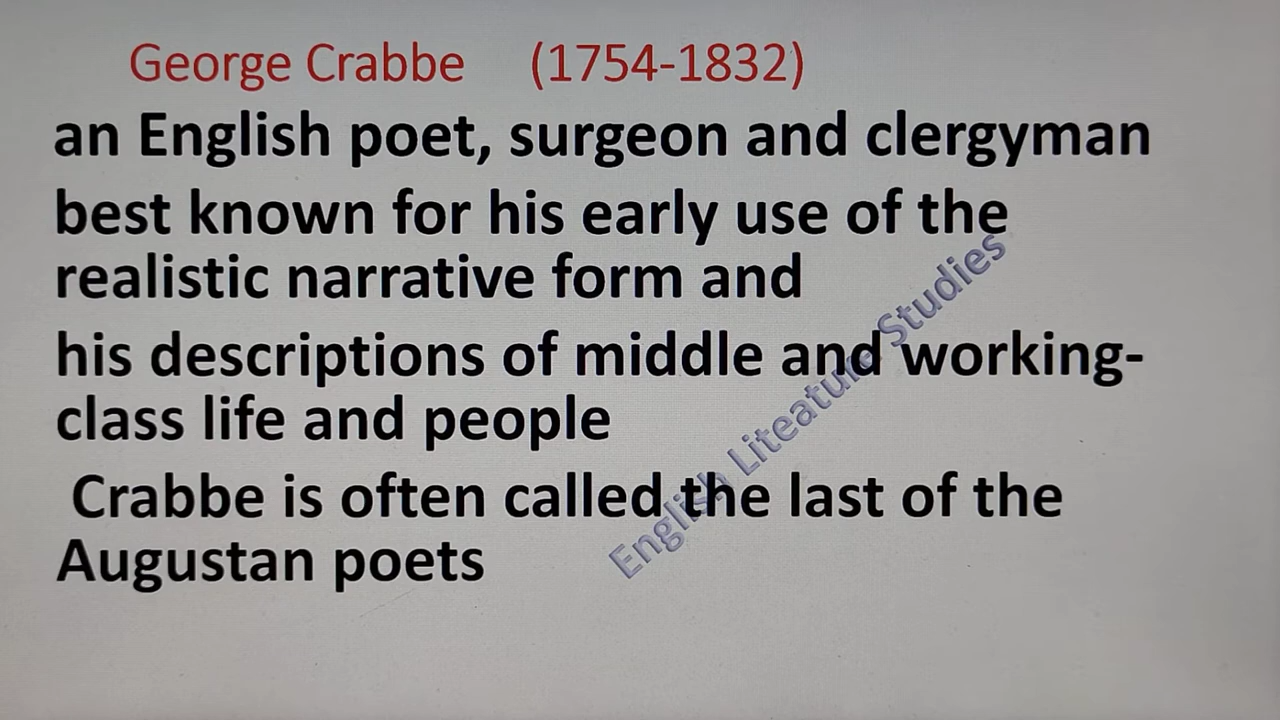 George Crabbe (1754-1832)
an English poet, surgeon and clergyman
best known for his early use of the
realistic narrative form and
his descriptions of middle and working-
class life and people
Crabbe is often called the last of the
Augustan poets
English Liteature Studies